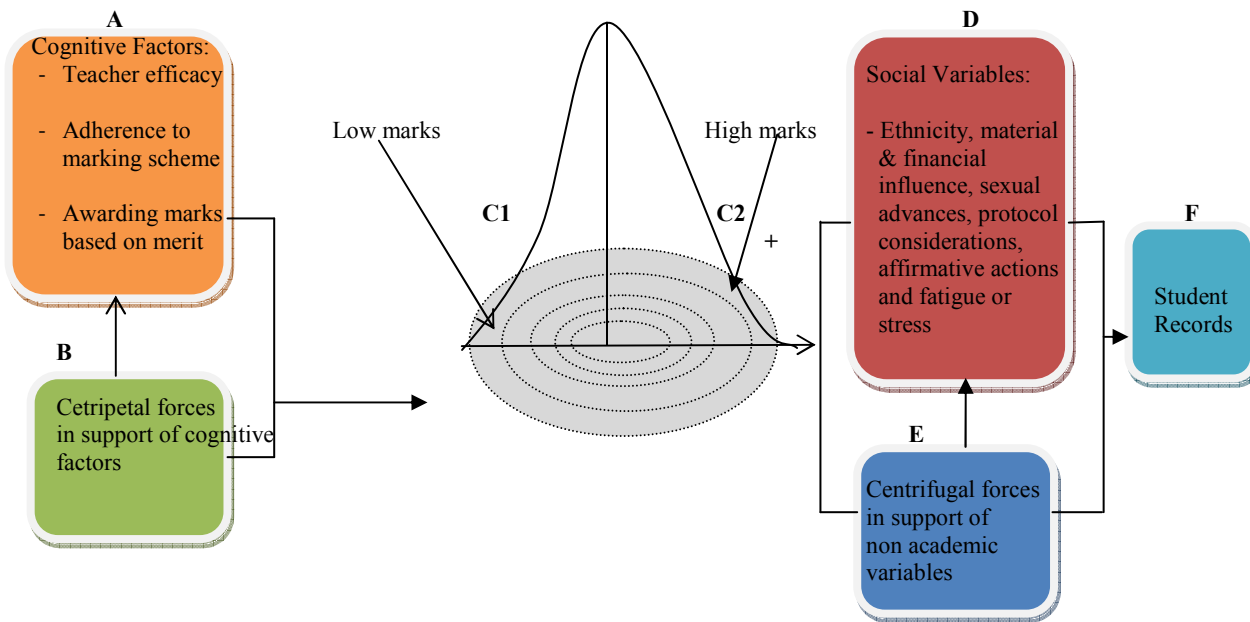 A
Cognitive Factors:
- Teacher efficacy
- Adherence to
marking scheme
- Awarding marks
based on merit
B
Cetripetal forces
in support of cognitive
factors
Low marks
High marks
C1
C2
+
D
Social Variables:
- Ethnicity, material
& financial
influence, sexual
advances, protocol
considerations,
affirmative actions
and fatigue or
stress
E
Centrifugal forces
in support of
non academic
variables
F
Student
Records